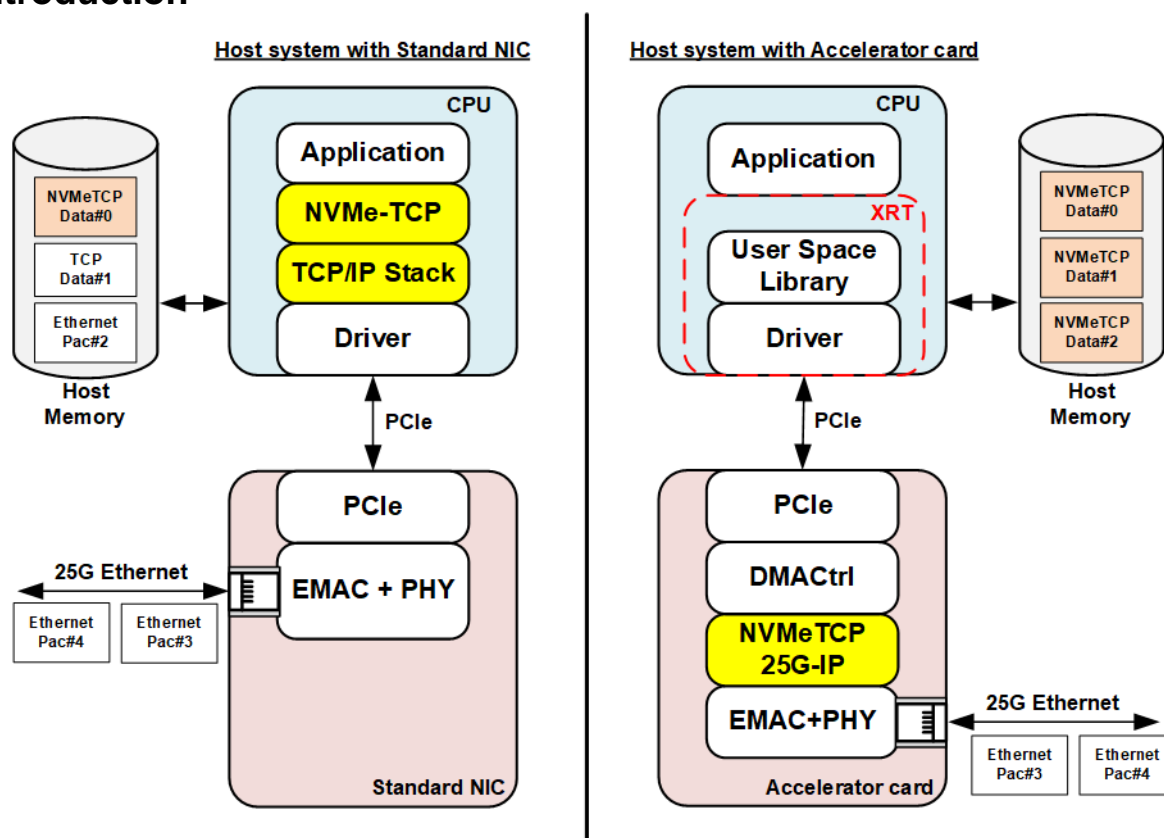 Introduction
Host system with Standard NIC
CPU
Application
NVMe-TCP
TCP/IP Stack
Driver
NVMeTCP
Data#0
TCP
Data#1
Ethernet
Pac#2
Host
Memory
PCIe
PCIe
EMAC + PHY
25G Ethernet
Ethernet
Pac#4
Ethernet
Pac#3
Standard NIC
Host system with Accelerator card
CPU
Application
XRT
User Space
Library
Driver
NVMeTCP
Data#0
NVMeTCP
Data#1
NVMeTCP
Data#2
Host
Memory
PCIe
PCIe
DMACtrl
NVMeTCP
25G-IP
EMAC+PHY
25G Ethernet
Ethernet
Pac#3
Ethernet
Pac#4
Accelerator card